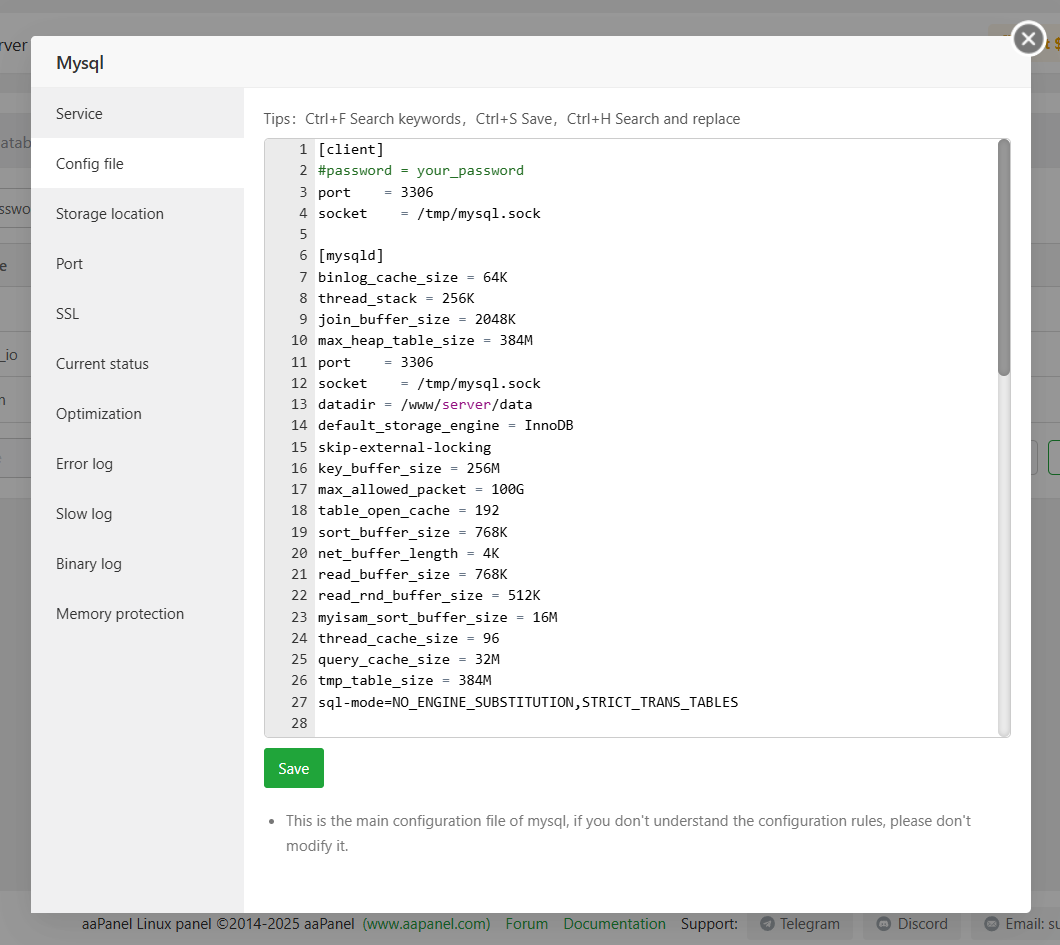 rver
Mysql
Service
Config file
Storage location
Port
SSL
Current status
Optimization
Error log
Slow log
Binary log
Memory protection
Tips：Ctrl+F Search keywords，Ctrl+S Save，Ctrl+H Search and replace
1 [client]
2 #password = your_password
3 port    = 3306
4 socket    = /tmp/mysql.sock
5
6 [mysqld]
7 binlog_cache_size = 64K
8 thread_stack = 256K
9 join_buffer_size = 2048K
10 max_heap_table_size = 384M
11 port    = 3306
12 socket    = /tmp/mysql.sock
13 datadir = /www/server/data
14 default_storage_engine = InnoDB
15 skip-external-locking
16 key_buffer_size = 256M
17 max_allowed_packet = 100G
18 table_open_cache = 192
19 sort_buffer_size = 768K
20 net_buffer_length = 4K
21 read_buffer_size = 768K
22 read_rnd_buffer_size = 512K
23 myisam_sort_buffer_size = 16M
24 thread_cache_size = 96
25 query_cache_size = 32M
26 tmp_table_size = 384M
27 sql-mode=NO_ENGINE_SUBSTITUTION,STRICT_TRANS_TABLES
28
Save
• This is the main configuration file of mysql, if you don't understand the configuration rules, please don't
modify it.
atab
sswo
e
_io
n
aaPanel Linux panel ©2014-2025 aaPanel (www.aapanel.com) Forum Documentation Support: Telegram Discord Email: su